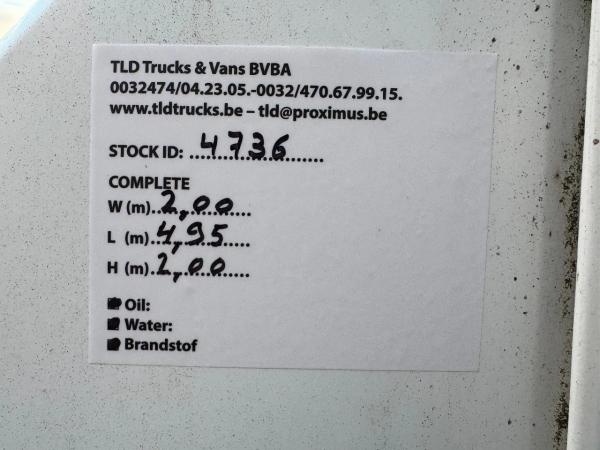 TLD Trucks & Vans BVBA
0032474/04.23.05.-0032/470.67.99.15.
www.tldtrucks.be – tld@proximus.be
STOCK ID: 4736
COMPLETE
W (m) 2,00
L (m) 4,95
H (m) 2,00
Oil:
Water:
Brandstof